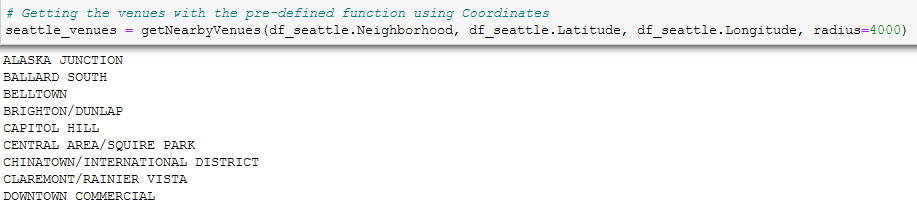 # Getting the venues with the pre-defined function using Coordinates
seattle_venues = getNearbyVenues(df_seattle.Neighborhood, df_seattle.Latitude, df_seattle.Longitude, radius=4000)
ALASKA JUNCTION
BALLARD SOUTH
BELLTOWN
BRIGHTON/DUNLAP
CAPITOL HILL
CENTRAL AREA/SQUIRE PARK
CHINATOWN/INTERNATIONAL DISTRICT
CLAREMONT/RAINIER VISTA
DOWNTOWN COMMERCIAL